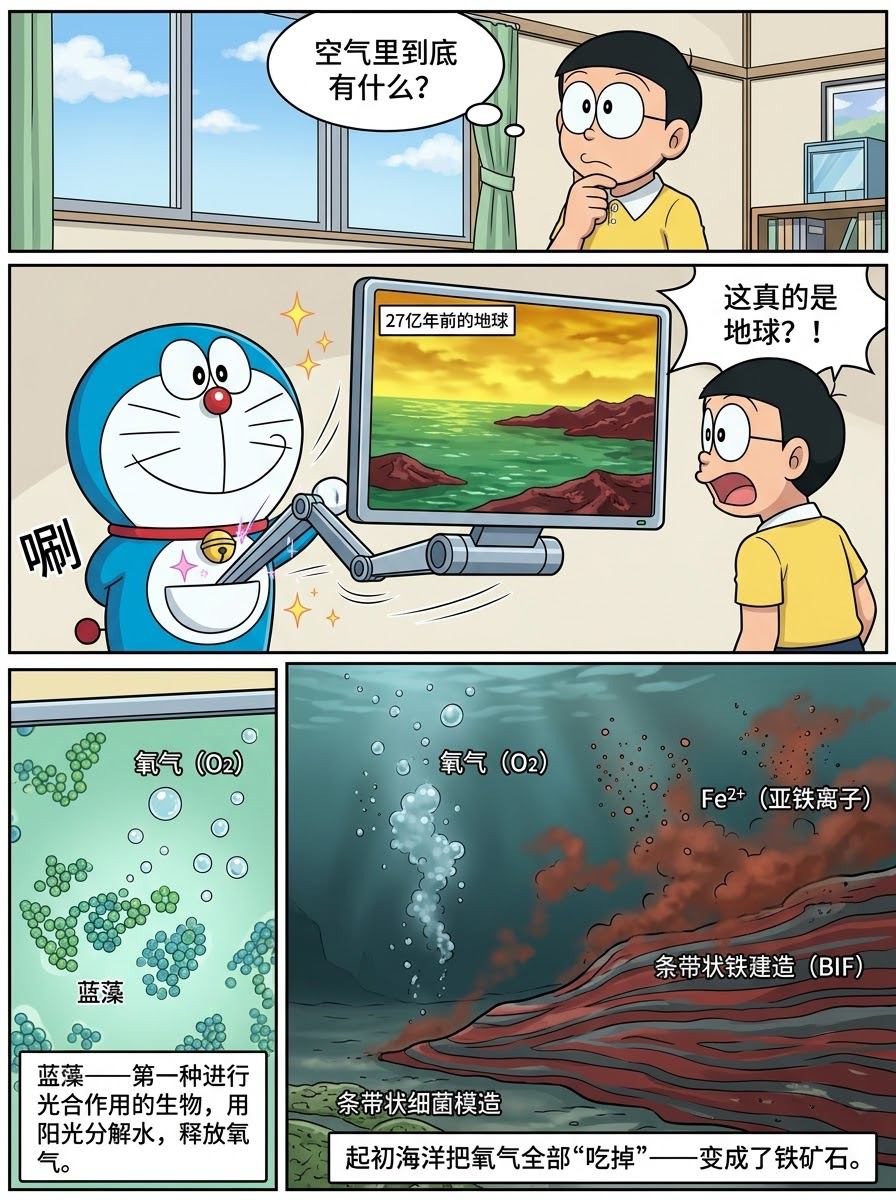 空气里到底
有什么？
27亿年前的地球
这真的是
地球？！
唰
氧气（O₂）
蓝藻
蓝藻——第一种进行
光合作用的生物，用
阳光分解水，释放氧
气。
氧气（O₂）
Fe²⁺（亚铁离子）
条带状铁建造（BIF）
条带状细菌模造
起初海洋把氧气全部“吃掉”——变成了铁矿石。